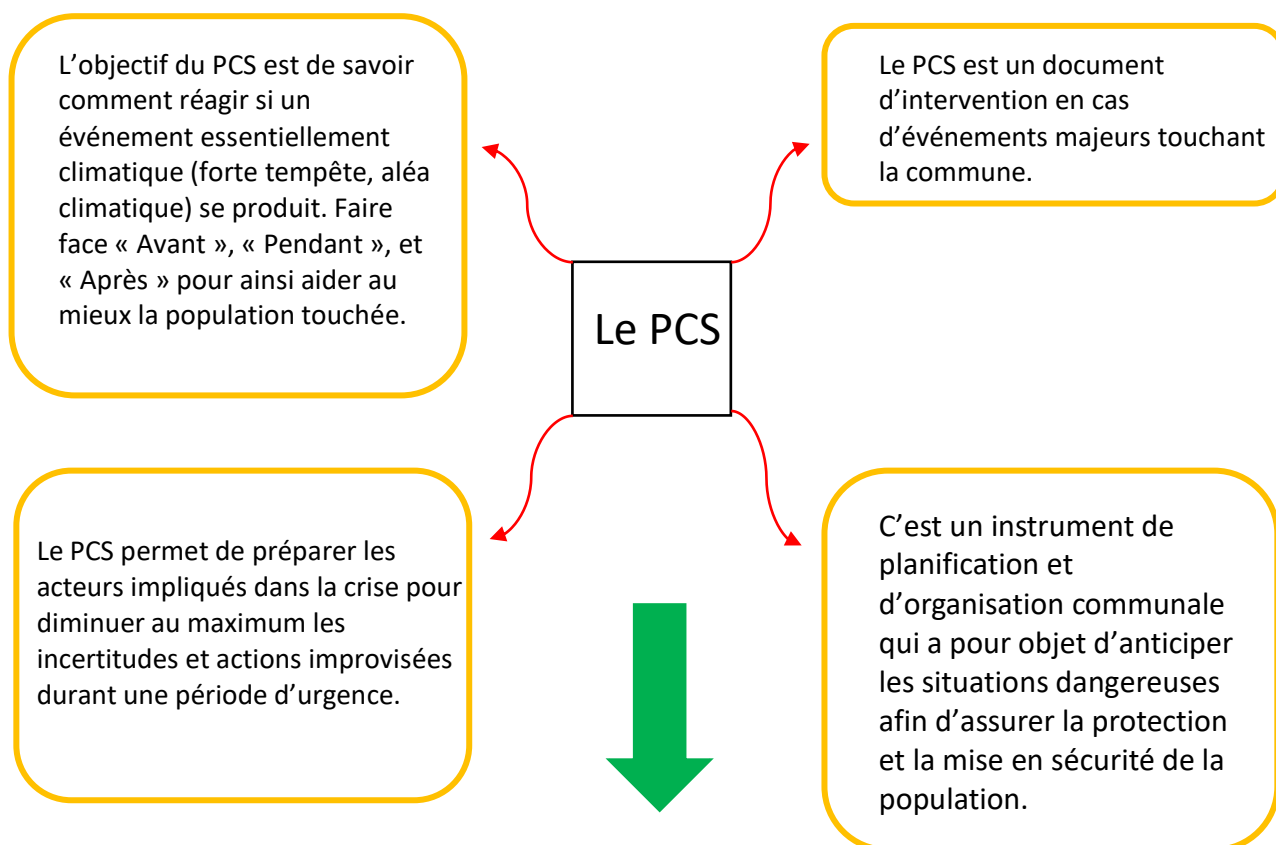 L’objectif du PCS est de savoir
comment réagir si un
événement essentiellement
climatique (forte tempête, aléa
climatique) se produit. Faire
face « Avant », « Pendant », et
« Après » pour ainsi aider au
mieux la population touchée.
Le PCS est un document
d’intervention en cas
d’événements majeurs touchant
la commune.
Le PCS
Le PCS permet de préparer les
acteurs impliqués dans la crise pour
diminuer au maximum les
incertitudes et actions improvisées
durant une période d’urgence.
C’est un instrument de
planification et
d’organisation communale
qui a pour objet d’anticiper
les situations dangereuses
afin d’assurer la protection
et la mise en sécurité de la
population.